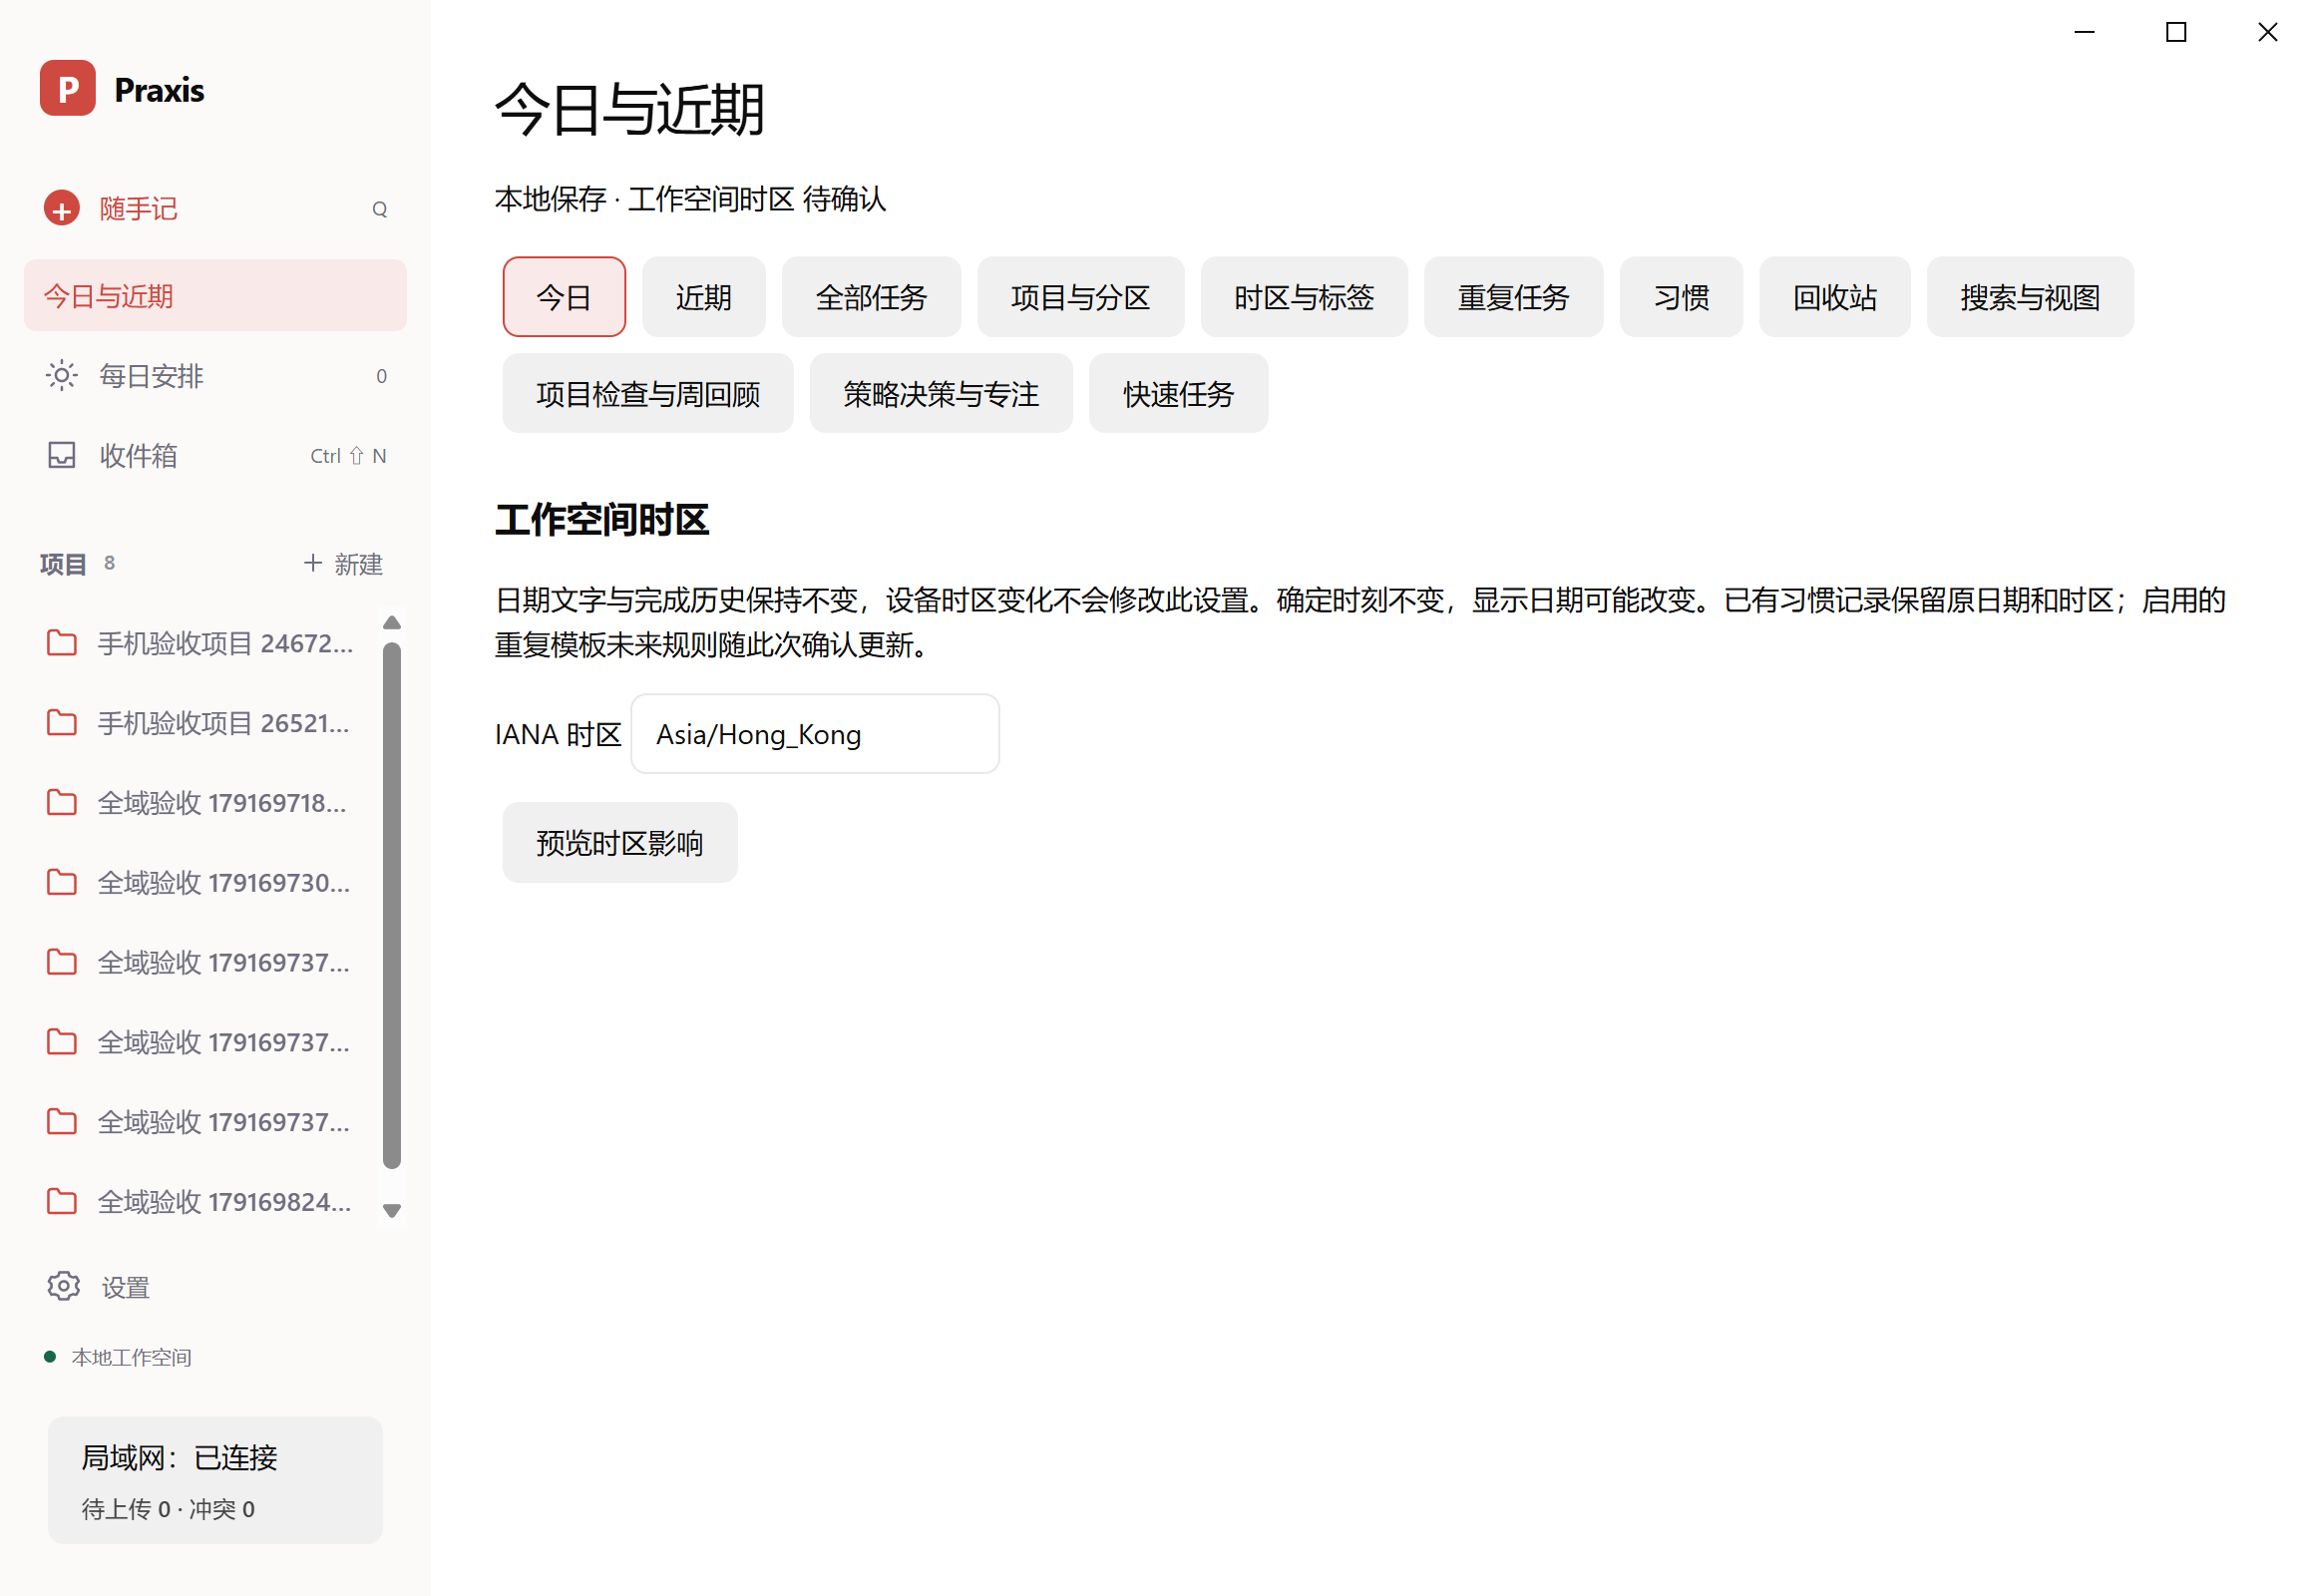 P Praxis
随手记 Q
今日与近期
每日安排 0
收件箱 Ctrl ⇧ N
项目 8 + 新建
手机验收项目 24672...
手机验收项目 26521...
全域验收 179169718...
全域验收 179169730...
全域验收 179169737...
全域验收 179169737...
全域验收 179169737...
全域验收 179169824...
设置
本地工作空间
局域网：已连接
待上传 0 · 冲突 0
今日与近期
本地保存 · 工作空间时区 待确认
今日 近期 全部任务 项目与分区 时区与标签 重复任务 习惯 回收站 搜索与视图
项目检查与周回顾 策略决策与专注 快速任务
工作空间时区
日期文字与完成历史保持不变，设备时区变化不会修改此设置。确定时刻不变，显示日期可能改变。已有习惯记录保留原日期和时区；启用的
重复模板未来规则随此次确认更新。
IANA 时区 Asia/Hong_Kong
预览时区影响